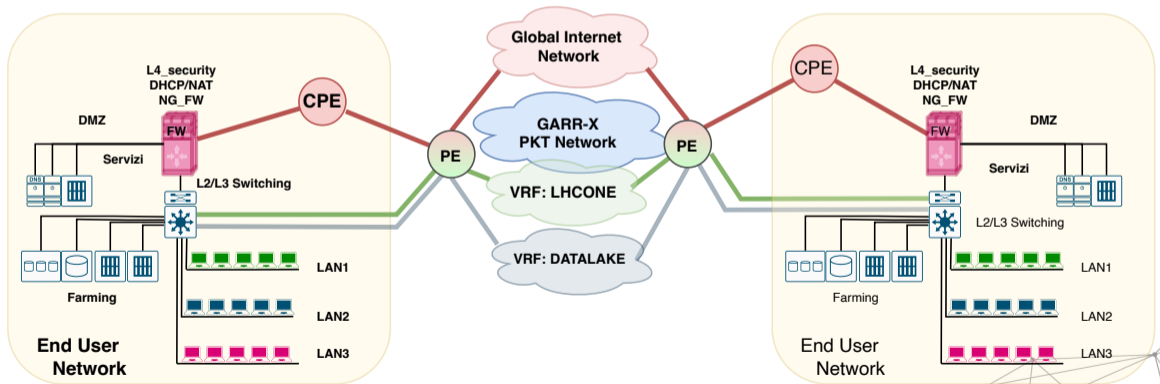 L4_security
DHCP/NAT
NG_FW
DMZ
FW
Servizi
DNS
L2/L3 Switching
Farming
LAN1
LAN2
LAN3
End User
Network
CPE
PE
Global Internet
Network
GARR-X
PKT Network
VRF: LHCONE
VRF: DATALAKE
PE
CPE
L4_security
DHCP/NAT
NG_FW
FW
DMZ
Servizi
DNS
L2/L3 Switching
Farming
LAN1
LAN2
LAN3
End User
Network